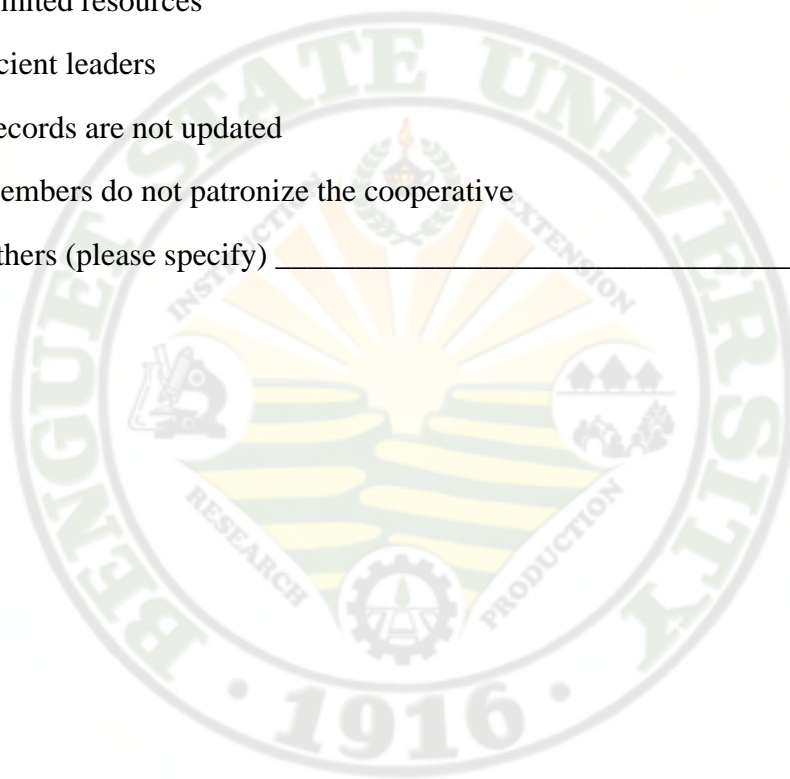 mited resources
cient leaders
ecords are not updated
embers do not patronize the cooperative
thers (please specify) ________________________________
BENGUET STATE UNIVERSITY
INSTRUCTION
EXTENSION
RESEARCH
PRODUCTION
1916